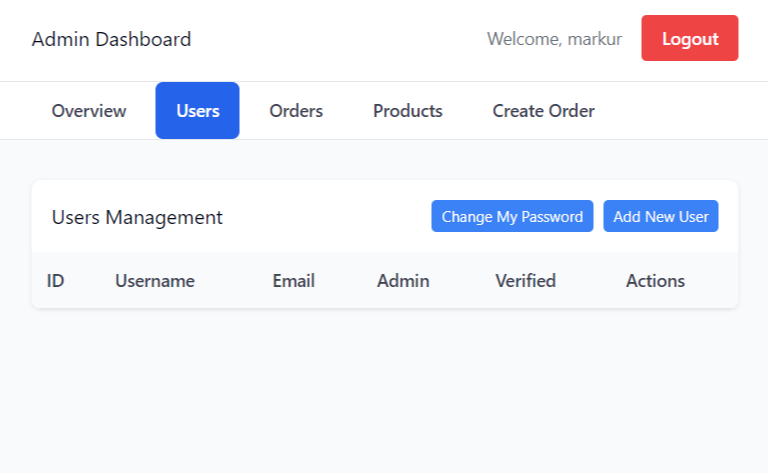 Admin Dashboard Welcome, markur Logout
Overview Users Orders Products Create Order
Users Management Change My Password Add New User
ID Username Email Admin Verified Actions